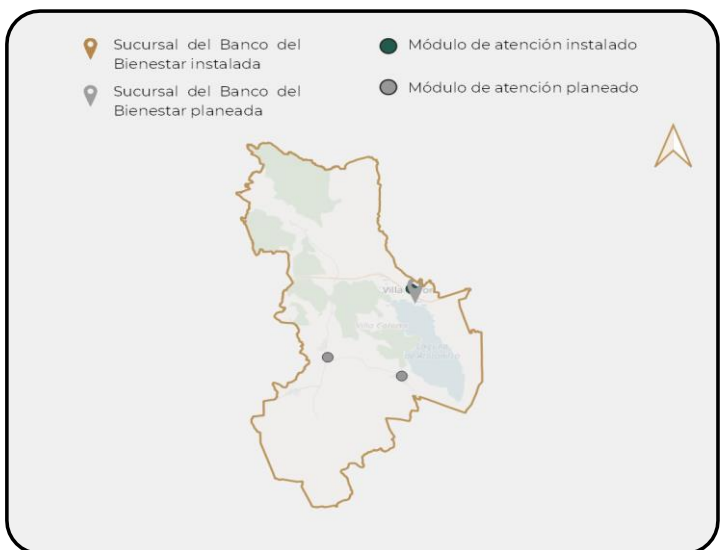 Sucursal del Banco del
Bienestar instalada
Sucursal del Banco del
Bienestar planeada
Módulo de atención instalado
Módulo de atención planeado
Villa